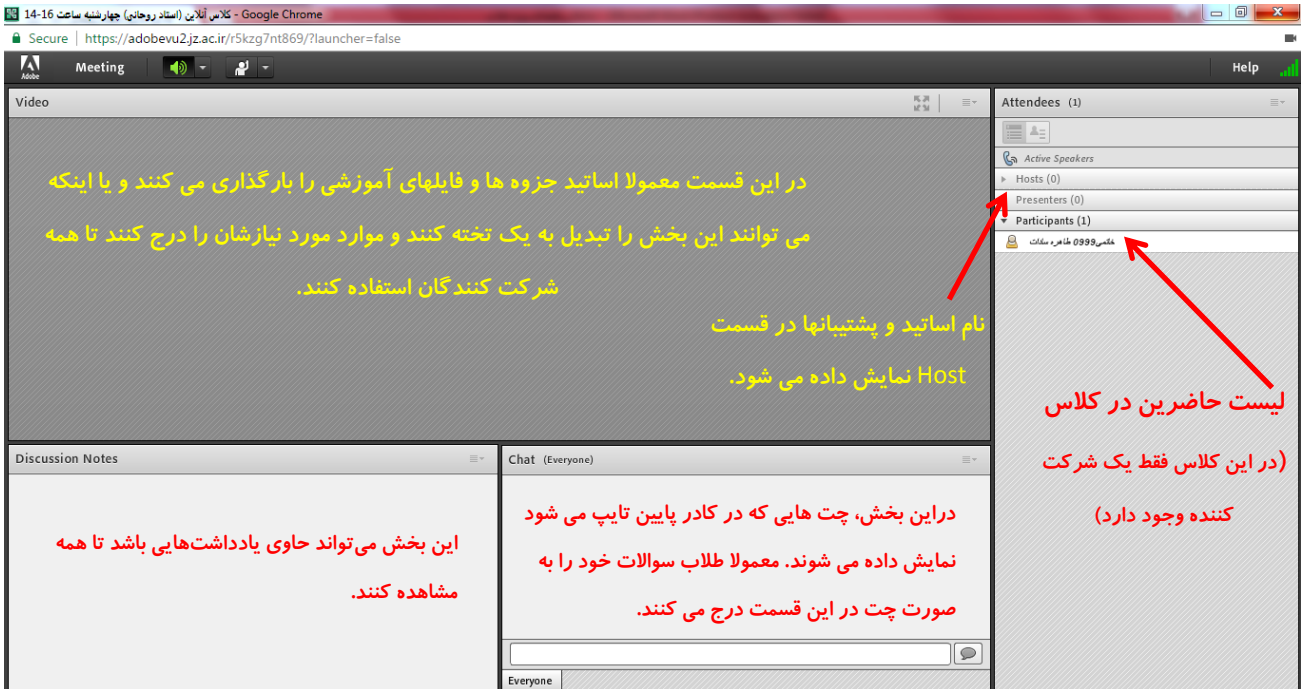 کلاس آنلاین (استاد روحانی) چهارشنبه ساعت 16-14 - Google Chrome
Secure | https://adobevu2.jz.ac.ir/r5kzg7nt869/?launcher=false
Adobe Meeting Help
Video
در این قسمت معمولا اساتید جزوه ها و فایلهای آموزشی را بارگذاری می کنند و یا اینکه
می توانند این بخش را تبدیل به یک تخته کنند و موارد مورد نیازشان را درج کنند تا همه
شرکت کنندگان استفاده کنند.
نام اساتید و پشتیبانها در قسمت
Host نمایش داده می شود.
Attendees (1)
Active Speakers
Hosts (0)
Presenters (0)
Participants (1)
خاتمی0999 طاهره سادات
لیست حاضرین در کلاس
(در این کلاس فقط یک شرکت
کننده وجود دارد)
Discussion Notes
این بخش می‌تواند حاوی یادداشت‌هایی باشد تا همه
مشاهده کنند.
Chat (Everyone)
دراین بخش، چت هایی که در کادر پایین تایپ می شود
نمایش داده می شوند. معمولا طلاب سوالات خود را به
صورت چت در این قسمت درج می کنند.
Everyone